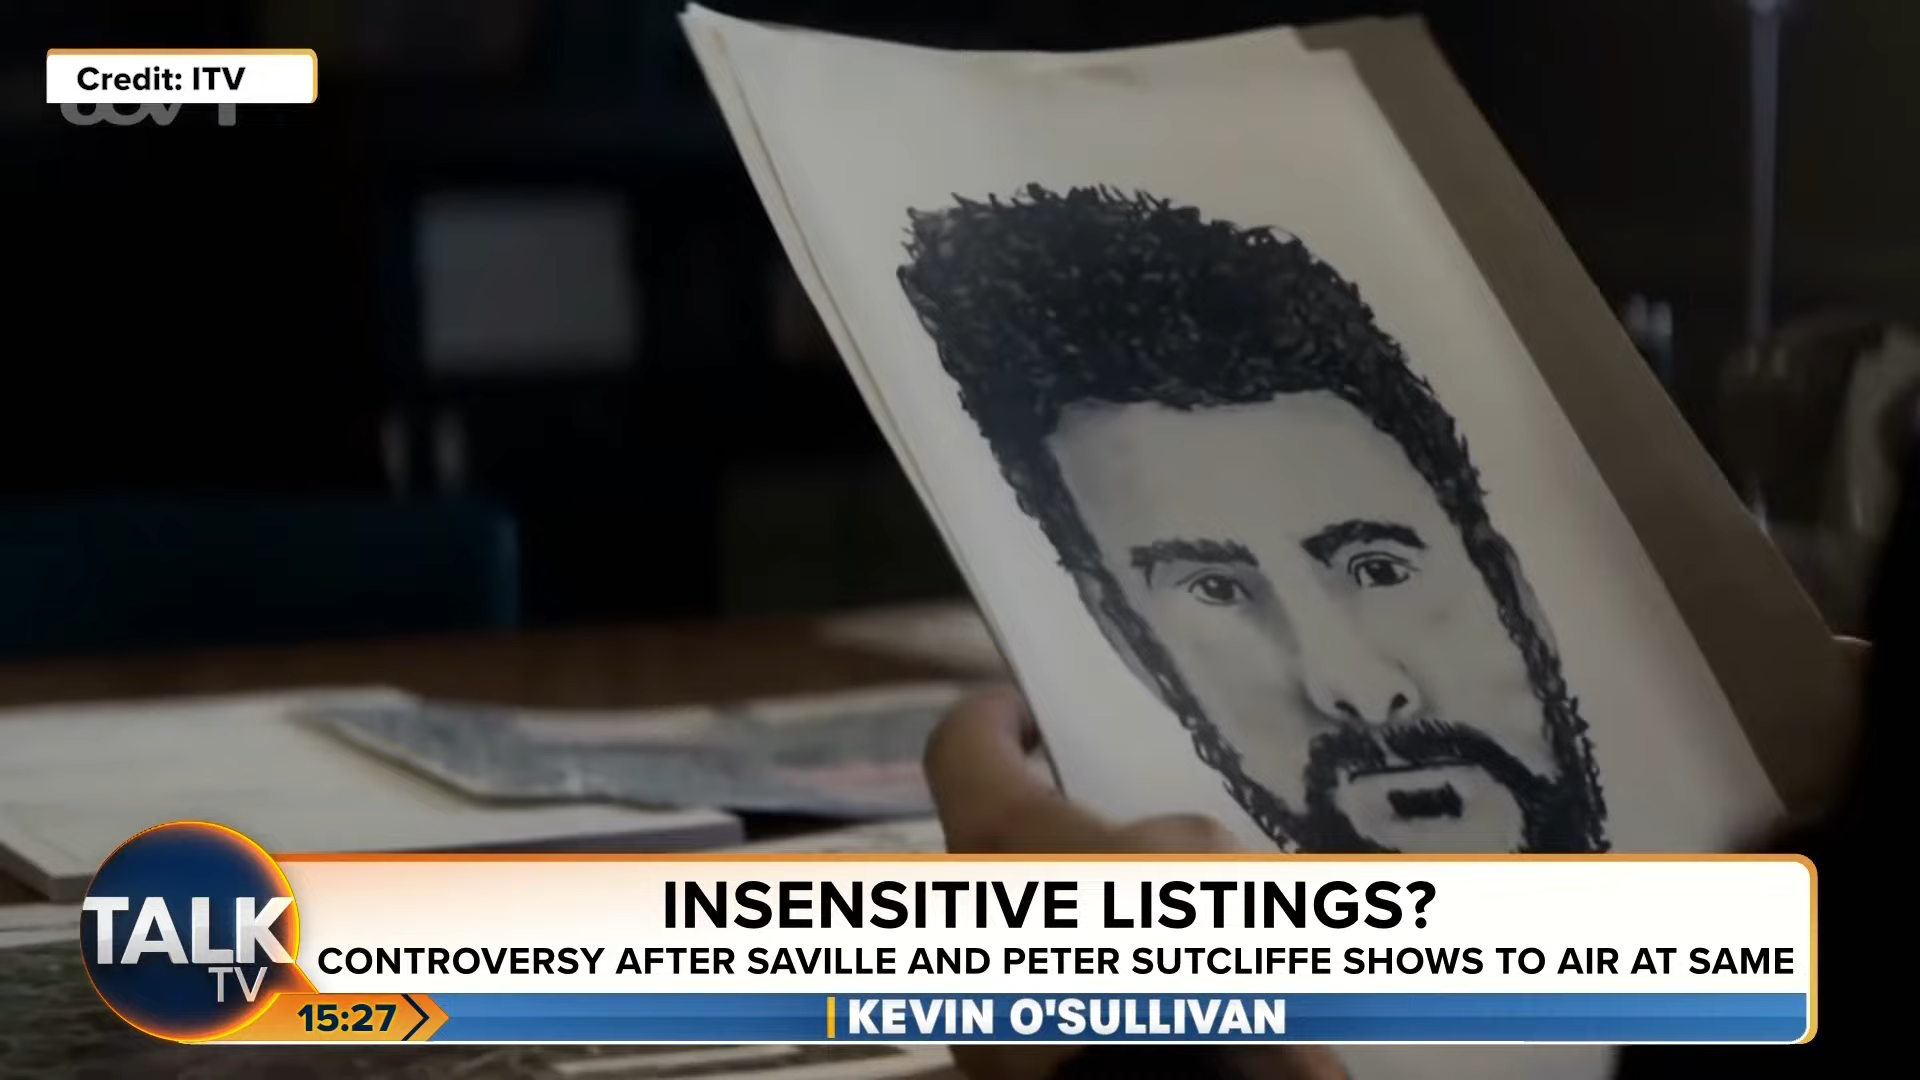 Credit: ITV
INSENSITIVE LISTINGS?
CONTROVERSY AFTER SAVILLE AND PETER SUTCLIFFE SHOWS TO AIR AT SAME
TALK
TV
15:27
KEVIN O'SULLIVAN